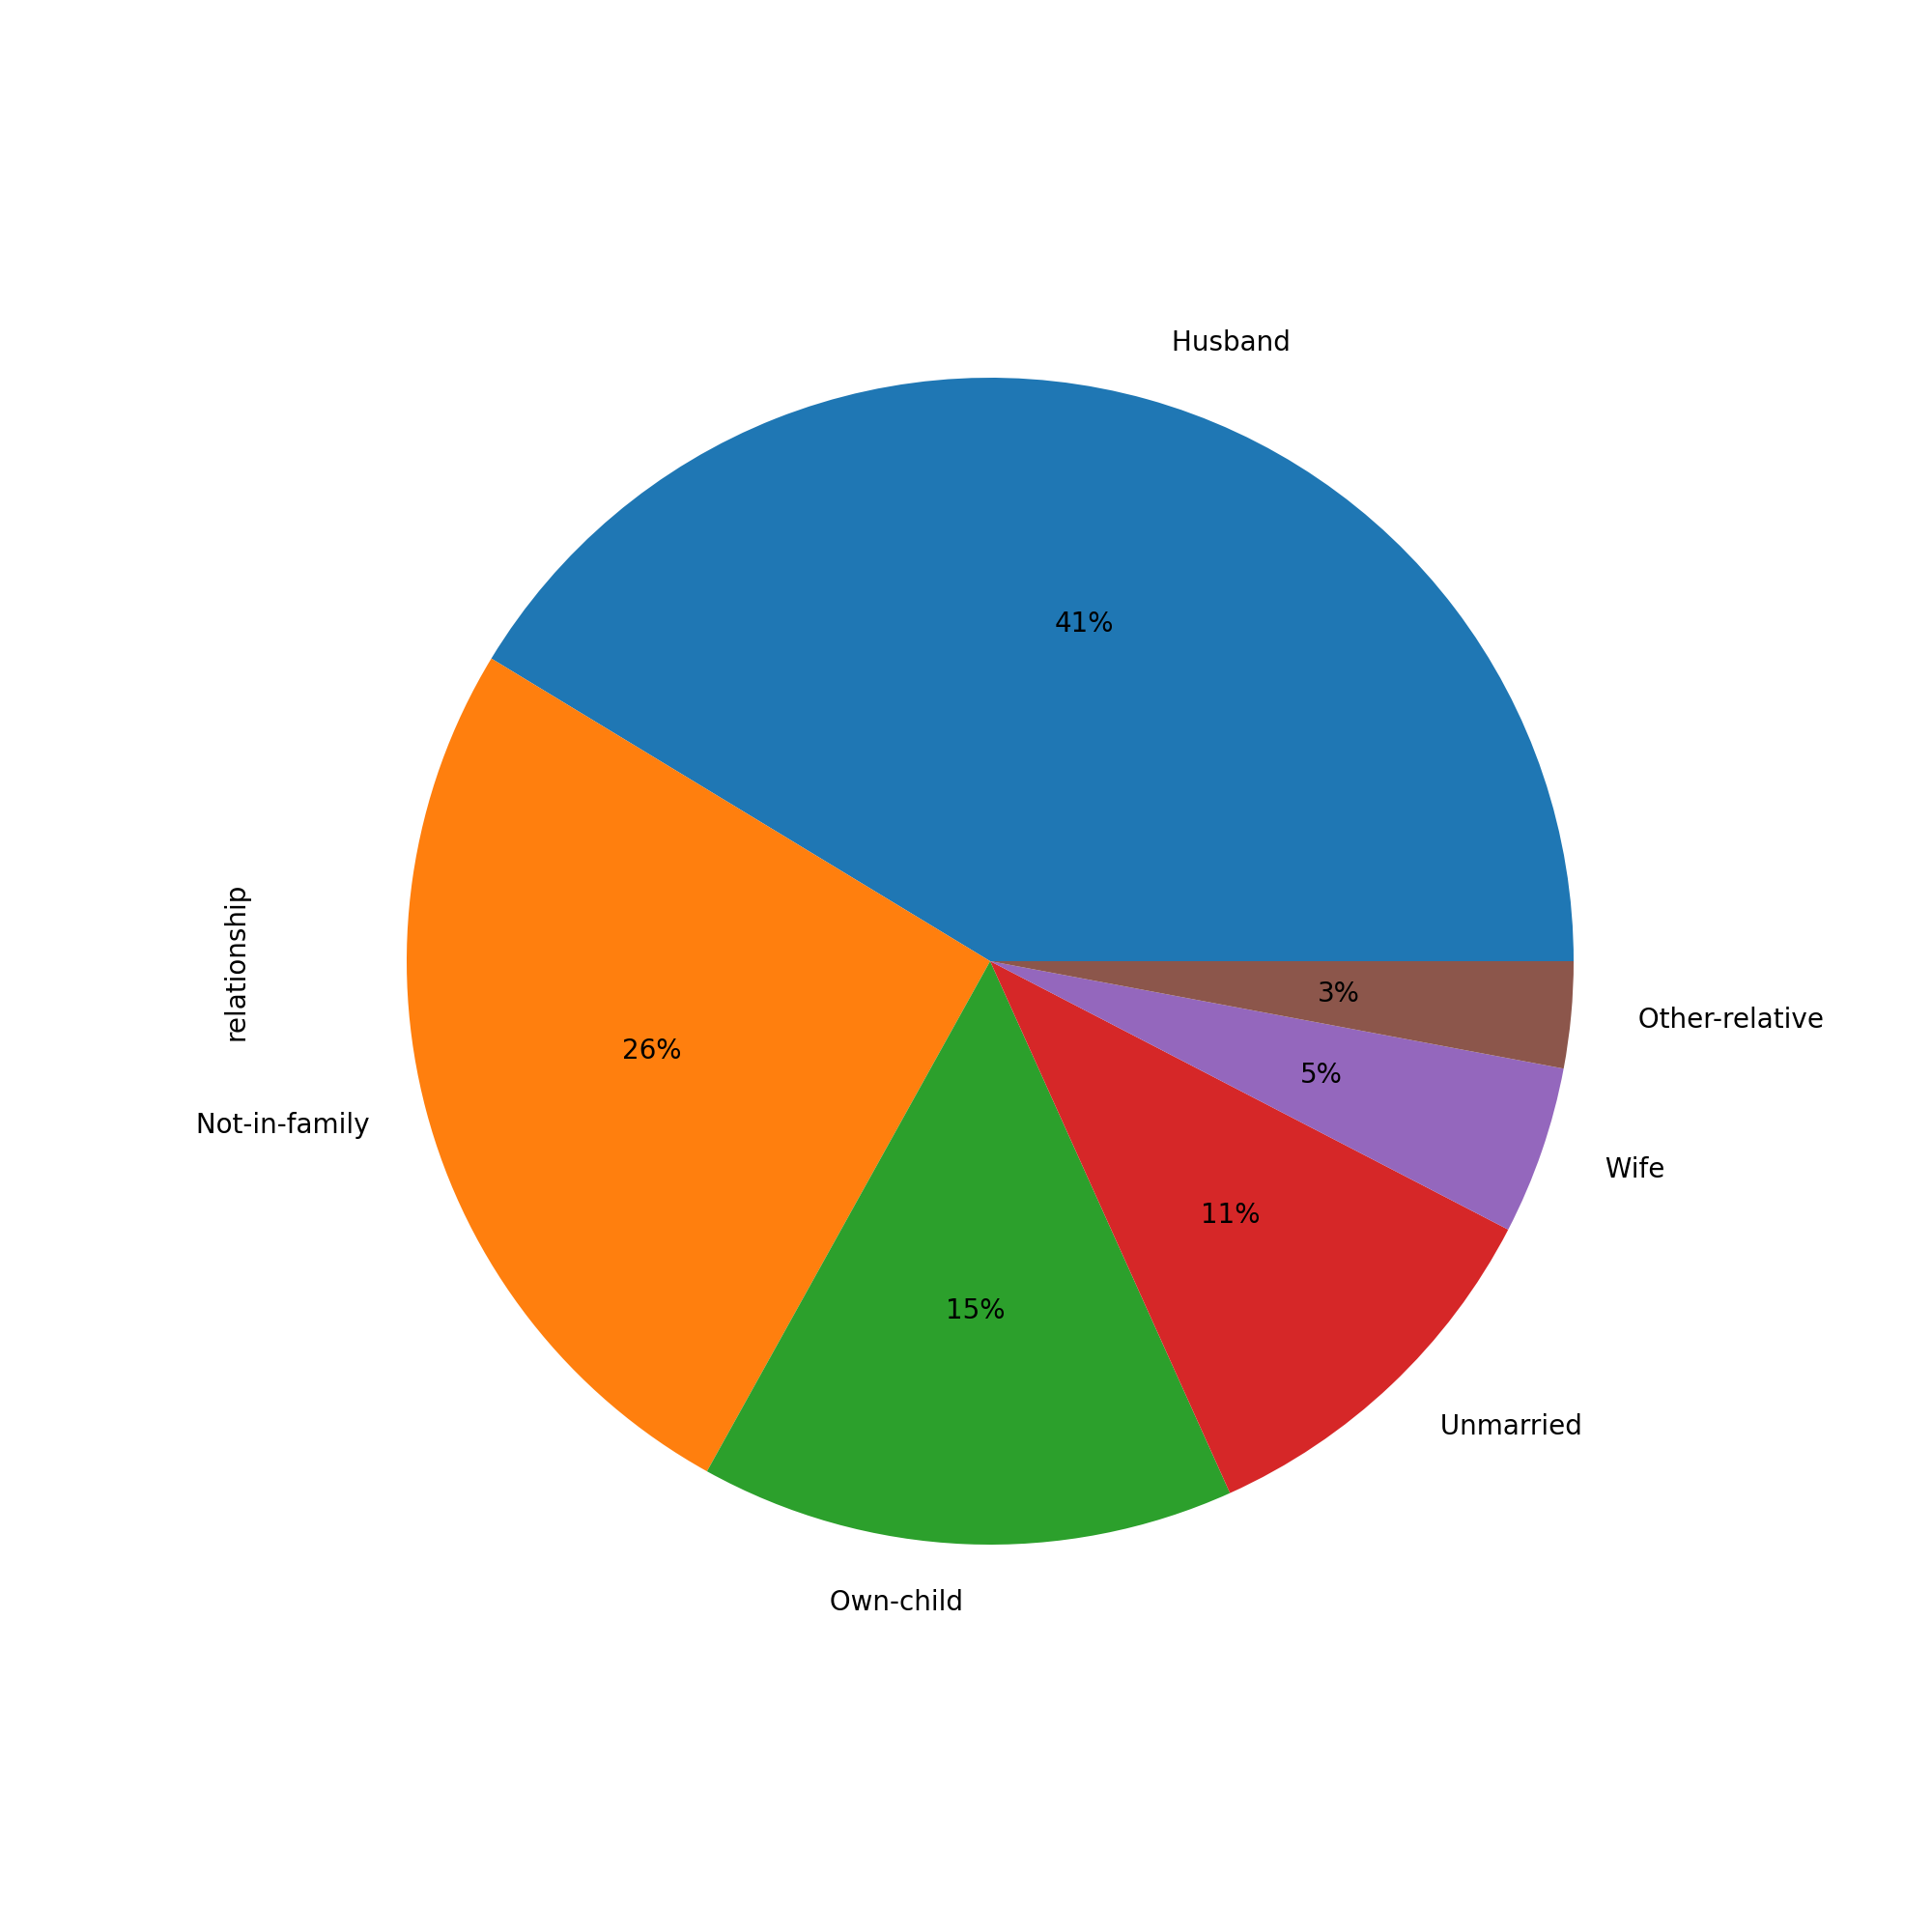 Husband
41%
relationship
26%
Not-in-family
15%
Own-child
11%
Unmarried
5%
Wife
3%
Other-relative